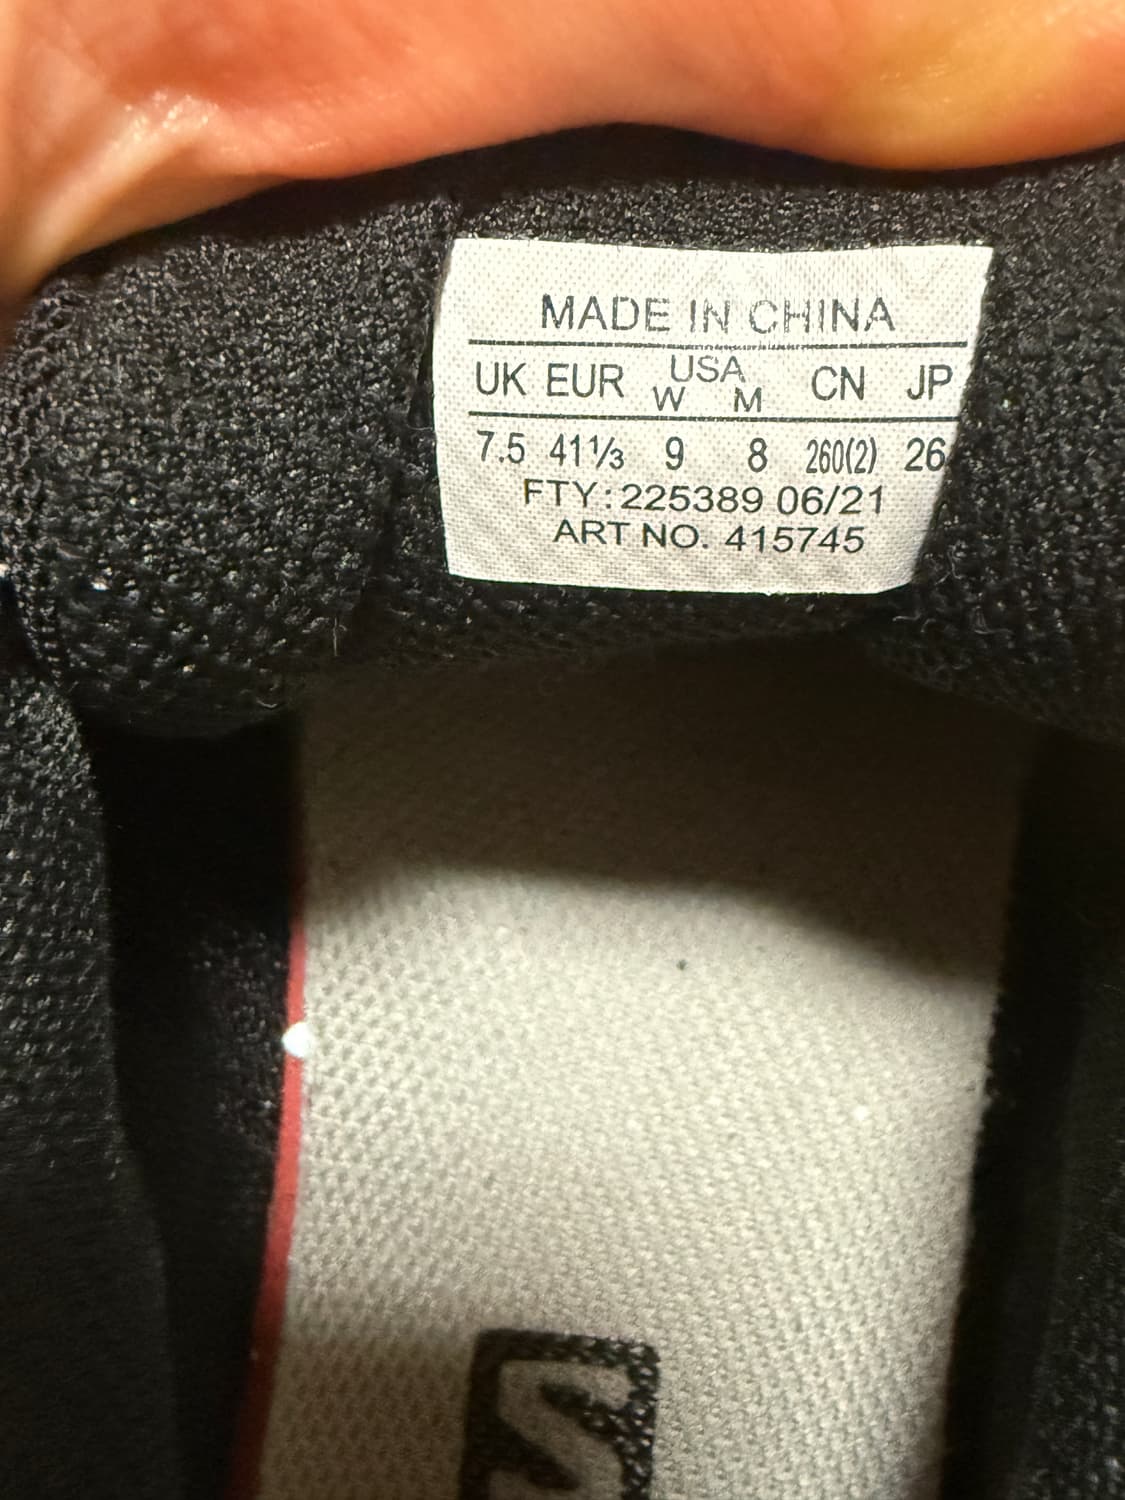 MADE IN CHINA
UK EUR USA CN JP
W M
7.5 41⅓ 9 8 260(2) 26
FTY: 225389 06/21
ART NO. 415745
S